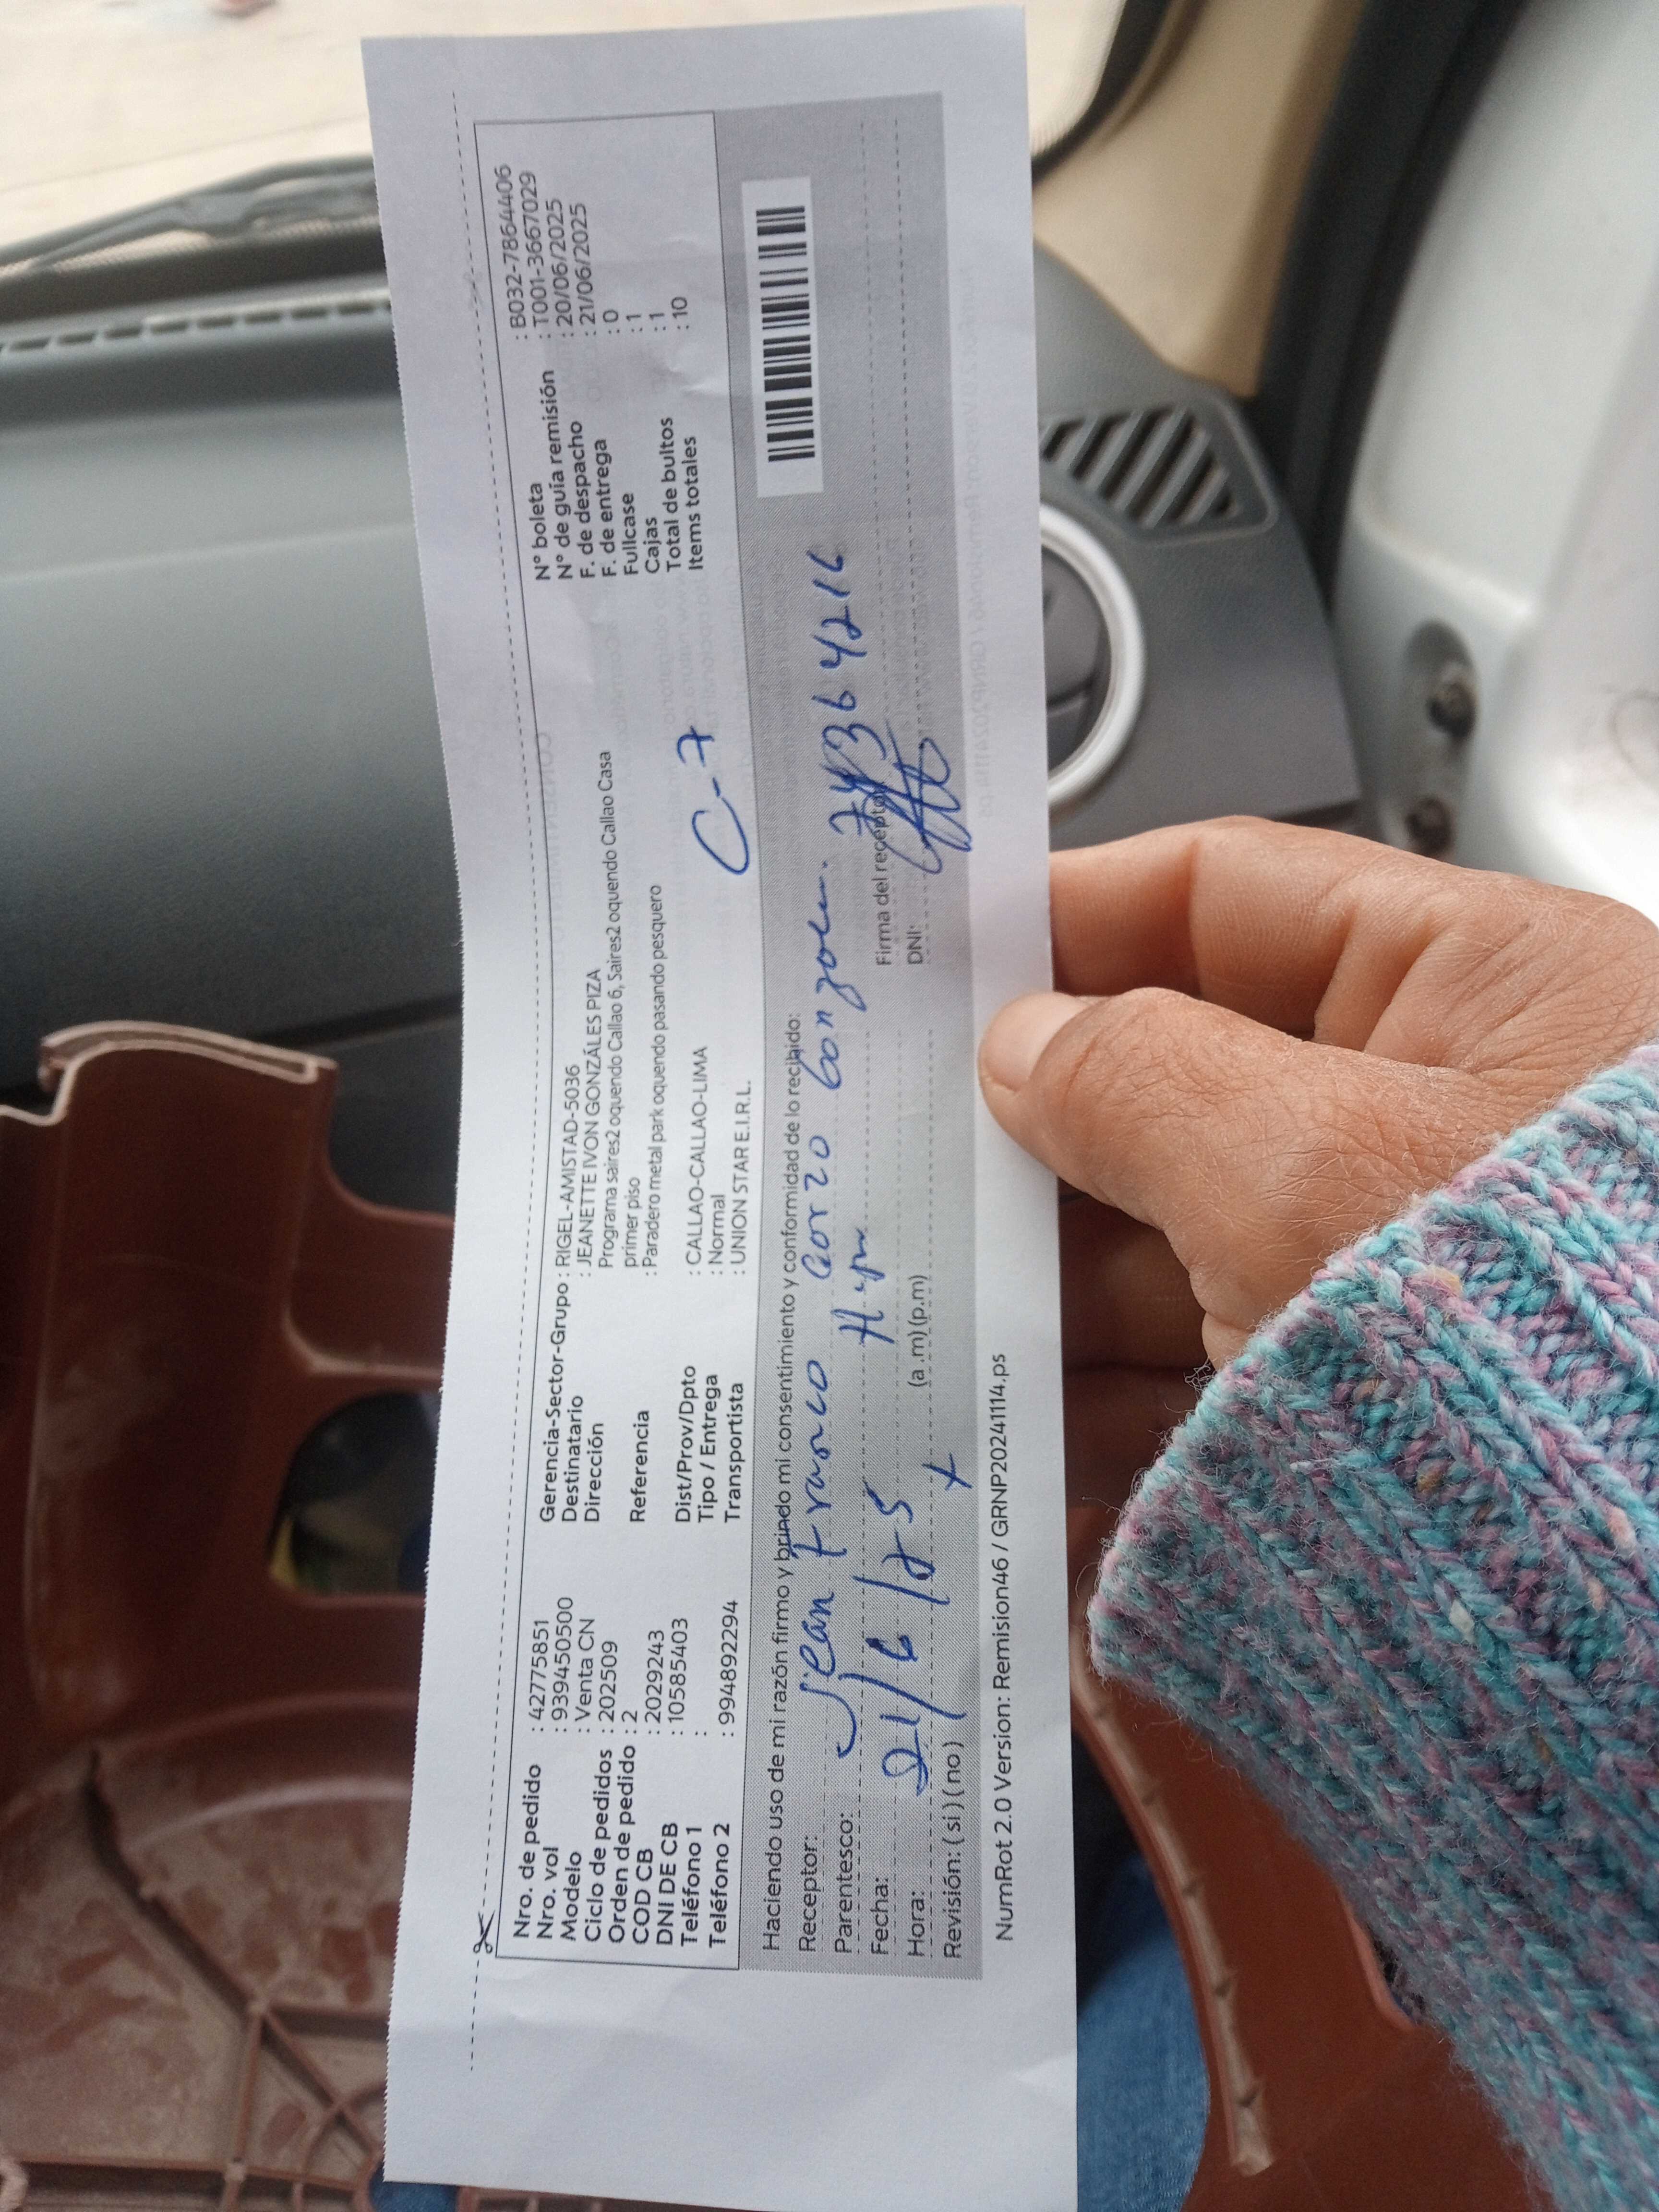 Nro. de pedido : 42775851
Nro. vol : 939450500
Modelo : Venta CN
Ciclo de pedidos : 202509
Orden de pedido : 2
COD CB : 2029243
DNI DE CB : 10585403
Teléfono 1 :
Teléfono 2 : 994892294
Gerencia-Sector-Grupo : RIGEL-AMISTAD-5036
Destinatario : JEANETTE IVON GONZÁLES PIZA
Dirección Programa saires2 oquendo Callao 6, Saires2 oquendo Callao Casa
primer piso
Referencia : Paradero metal park oquendo pasando pesquero
Dist/Prov/Dpto : CALLAO-CALLAO-LIMA
Tipo / Entrega : Normal
Transportista : UNION STAR E.I.R.L.
C-7
N° boleta : B032-7864406
N° de guía remisión : T001-3667029
F. de despacho : 20/06/2025
F. de entrega : 21/06/2025
Fullcase : 0
Cajas : 1
Total de bultos : 1
Items totales : 10
Haciendo uso de mi razón firmo y brindo mi consentimiento y conformidad de lo recibido:
Receptor: Jean franco Corzo
Parentesco:
Fecha: 21/6/25
Hora: (a.m) (p.m)
Revisión: ( si ) ( no )
Firma del receptor
DNI:
NumRot 2.0 Version: Remision46 / GRNP20241114.ps